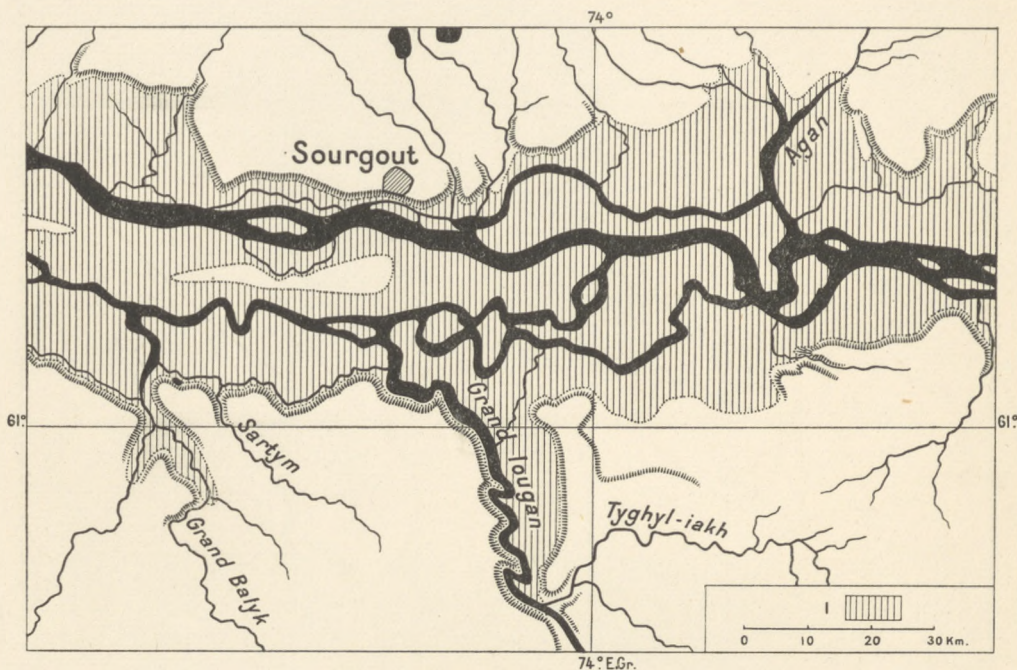 74°
Sourgout
Agan
61°
61°
Grand Iougan
Sartym
Grand Balyk
Tyghyl-iakh
I
0 10 20 30 Km.
74° E.Gr.